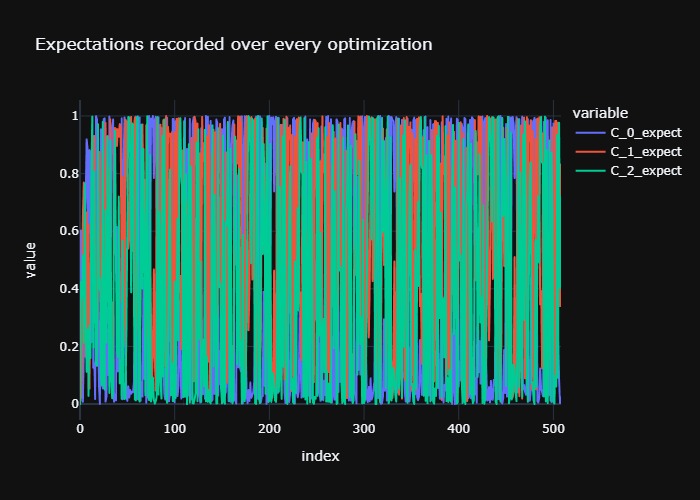 Expectations recorded over every optimization
variable
C_0_expect
C_1_expect
C_2_expect
value
1
0.8
0.6
0.4
0.2
0
0 100 200 300 400 500
index